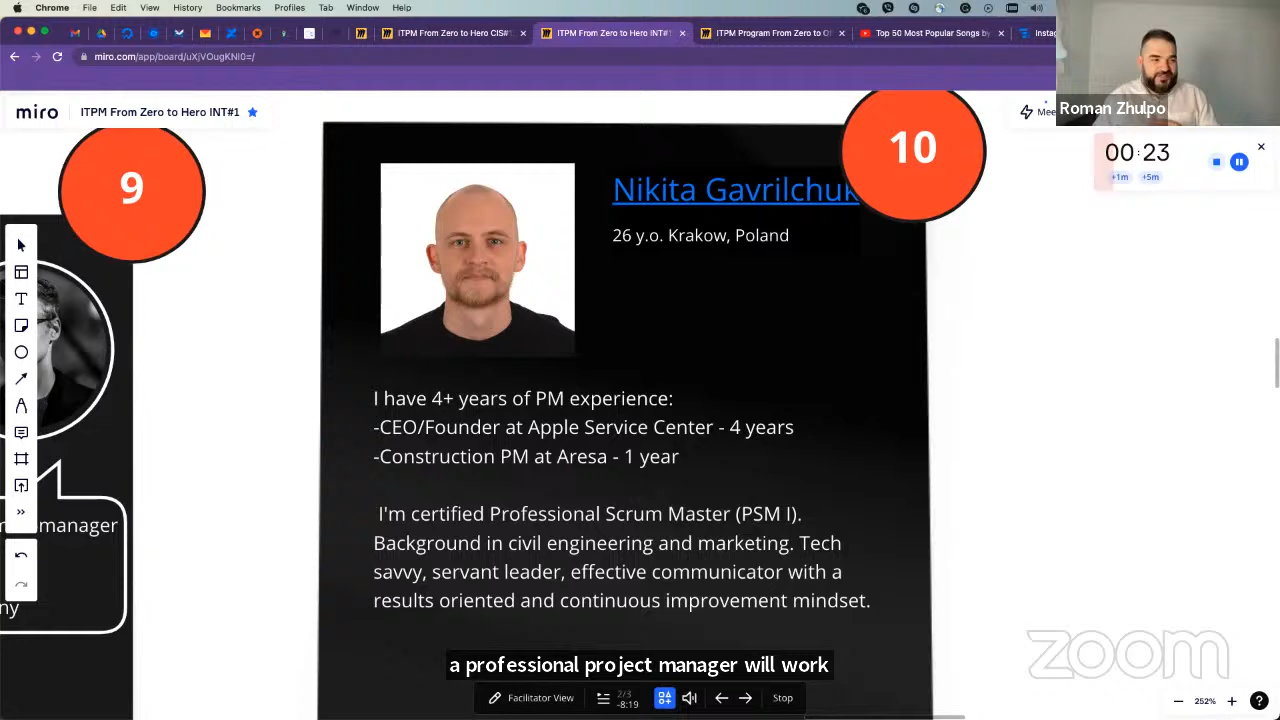 Chrome File Edit View History Bookmarks Profiles Tab Window Help
ITPM From Zero to Hero CIS#
ITPM From Zero to Hero INT#1
ITPM Program From Zero to
Top 50 Most Popular Songs by
Instag
miro.com/app/board/uXjVOugKNI0=/
miro
ITPM From Zero to Hero INT#1
Mee
Roman Zhulpo
00:23
+1m +5m
9
10
Nikita Gavrilchuk
26 y.o. Krakow, Poland
I have 4+ years of PM experience:
-CEO/Founder at Apple Service Center - 4 years
-Construction PM at Aresa - 1 year
I'm certified Professional Scrum Master (PSM I).
Background in civil engineering and marketing. Tech
savvy, servant leader, effective communicator with a
results oriented and continuous improvement mindset.
manager
ny
a professional project manager will work
Facilitator View
2/3
-8:19
Stop
zoom
252%